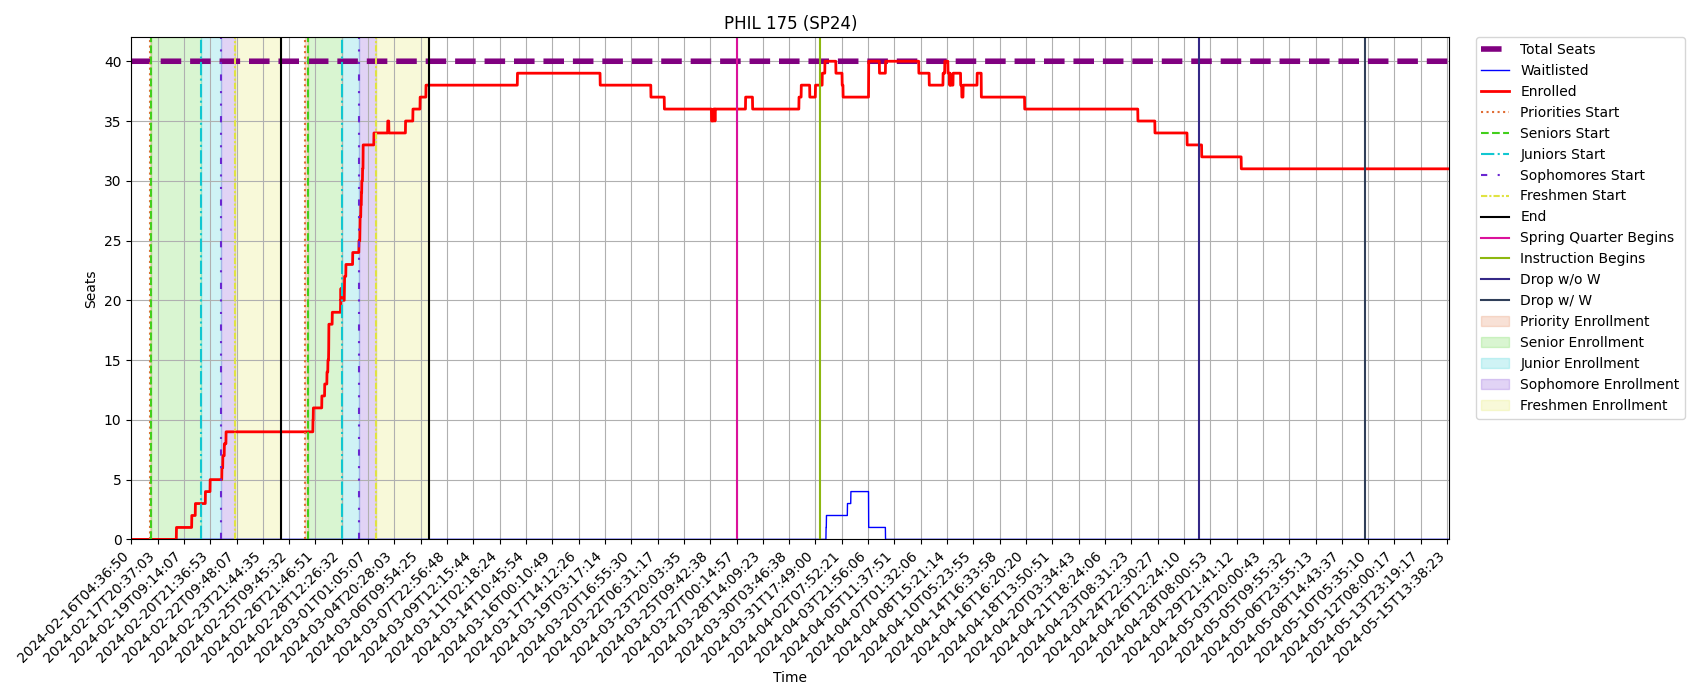 PHIL 175 (SP24)
Seats
40
35
30
25
20
15
10
5
0
2024-02-16T04:36:50
2024-02-17T20:37:03
2024-02-19T09:14:07
2024-02-20T21:36:53
2024-02-22T09:48:07
2024-02-23T21:44:35
2024-02-25T09:45:32
2024-02-26T21:46:51
2024-02-28T12:26:32
2024-03-01T01:05:07
2024-03-04T20:28:03
2024-03-06T09:54:25
2024-03-07T22:56:48
2024-03-09T12:15:44
2024-03-11T02:18:24
2024-03-14T10:45:54
2024-03-16T00:10:49
2024-03-17T14:12:26
2024-03-19T03:17:14
2024-03-20T16:55:30
2024-03-22T06:31:17
2024-03-23T20:03:35
2024-03-25T09:42:38
2024-03-27T00:14:57
2024-03-28T14:09:23
2024-03-30T03:46:38
2024-03-31T17:49:00
2024-04-02T07:52:21
2024-04-03T21:56:06
2024-04-05T11:37:51
2024-04-07T01:32:06
2024-04-08T15:21:14
2024-04-10T05:23:55
2024-04-14T16:33:58
2024-04-16T16:20:20
2024-04-18T13:50:51
2024-04-20T03:34:43
2024-04-21T18:24:06
2024-04-23T08:31:23
2024-04-24T22:30:27
2024-04-26T12:24:10
2024-04-28T08:00:53
2024-04-29T21:41:12
2024-05-03T20:00:43
2024-05-05T09:55:32
2024-05-06T23:55:13
2024-05-08T14:43:37
2024-05-10T05:35:10
2024-05-12T08:00:17
2024-05-13T23:19:17
2024-05-15T13:38:23
Time
Total Seats
Waitlisted
Enrolled
Priorities Start
Seniors Start
Juniors Start
Sophomores Start
Freshmen Start
End
Spring Quarter Begins
Instruction Begins
Drop w/o W
Drop w/ W
Priority Enrollment
Senior Enrollment
Junior Enrollment
Sophomore Enrollment
Freshmen Enrollment